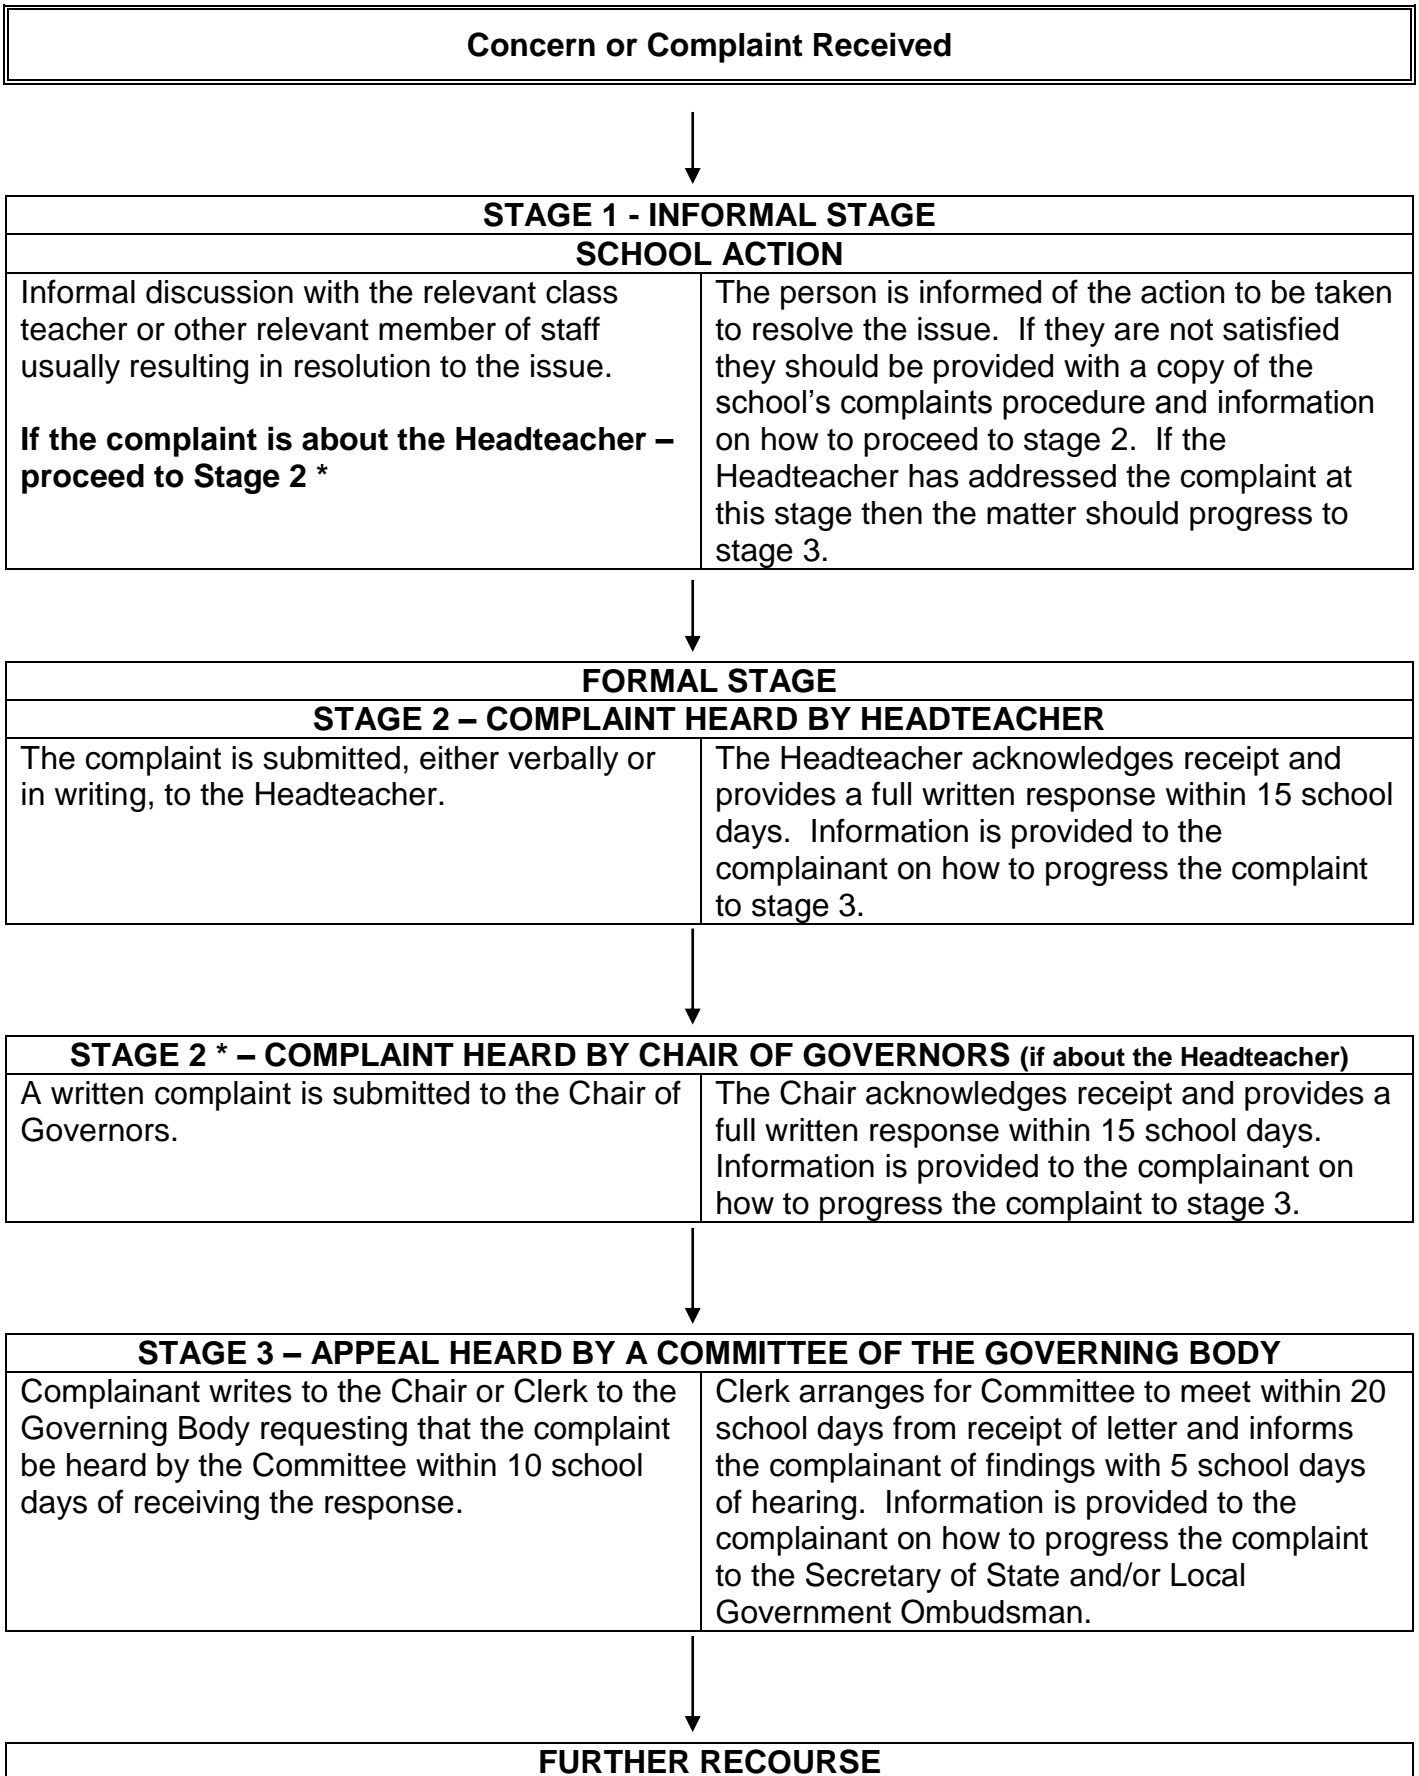 Concern or Complaint Received
STAGE 1 - INFORMAL STAGE
SCHOOL ACTION
Informal discussion with the relevant class
teacher or other relevant member of staff
usually resulting in resolution to the issue.
If the complaint is about the Headteacher –
proceed to Stage 2 *
The person is informed of the action to be taken
to resolve the issue.  If they are not satisfied
they should be provided with a copy of the
school’s complaints procedure and information
on how to proceed to stage 2.  If the
Headteacher has addressed the complaint at
this stage then the matter should progress to
stage 3.
FORMAL STAGE
STAGE 2 – COMPLAINT HEARD BY HEADTEACHER
The complaint is submitted, either verbally or
in writing, to the Headteacher.
The Headteacher acknowledges receipt and
provides a full written response within 15 school
days.  Information is provided to the
complainant on how to progress the complaint
to stage 3.
STAGE 2 * – COMPLAINT HEARD BY CHAIR OF GOVERNORS (if about the Headteacher)
A written complaint is submitted to the Chair of
Governors.
The Chair acknowledges receipt and provides a
full written response within 15 school days.
Information is provided to the complainant on
how to progress the complaint to stage 3.
STAGE 3 – APPEAL HEARD BY A COMMITTEE OF THE GOVERNING BODY
Complainant writes to the Chair or Clerk to the
Governing Body requesting that the complaint
be heard by the Committee within 10 school
days of receiving the response.
Clerk arranges for Committee to meet within 20
school days from receipt of letter and informs
the complainant of findings with 5 school days
of hearing.  Information is provided to the
complainant on how to progress the complaint
to the Secretary of State and/or Local
Government Ombudsman.
FURTHER RECOURSE